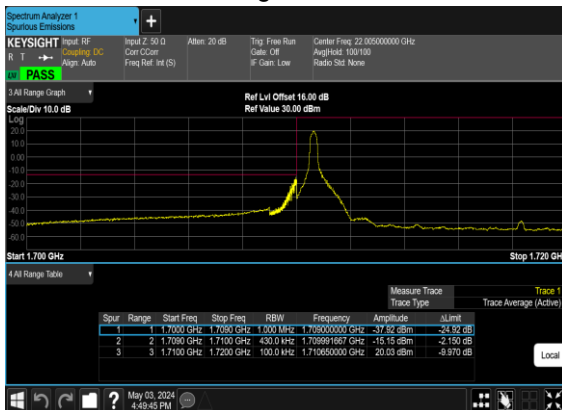 Spectrum Analyzer 1
Spurious Emissions
+
KEYSIGHT Input: RF Input Z: 50 Ω Atten: 20 dB Trig: Free Run Center Freq: 22.005000000 GHz
R T Coupling: DC Corr CCorr Gate: Off Avg|Hold: 100/100
Align: Auto Freq Ref: Int (S) IF Gain: Low Radio Std: None
PASS
3 All Range Graph
Ref Lvl Offset 16.00 dB
Scale/Div 10.0 dB Ref Value 30.00 dBm
Log
20.0
10.0
0.00
-10.0
-20.0
-30.0
-40.0
-50.0
-60.0
Start 1.700 GHz Stop 1.720 GH
4 All Range Table
Measure Trace Trace 1
Trace Type Trace Average (Active)
Spur Range Start Freq Stop Freq RBW Frequency Amplitude ΔLimit
1 1 1.7000 GHz 1.7090 GHz 1.000 MHz 1.709000000 GHz -37.92 dBm -24.92 dB
2 2 1.7090 GHz 1.7100 GHz 430.0 kHz 1.709991667 GHz -15.15 dBm -2.150 dB
3 3 1.7100 GHz 1.7200 GHz 100.0 kHz 1.710650000 GHz 20.03 dBm -9.970 dB
Local
? May 03, 2024
4:49:45 PM